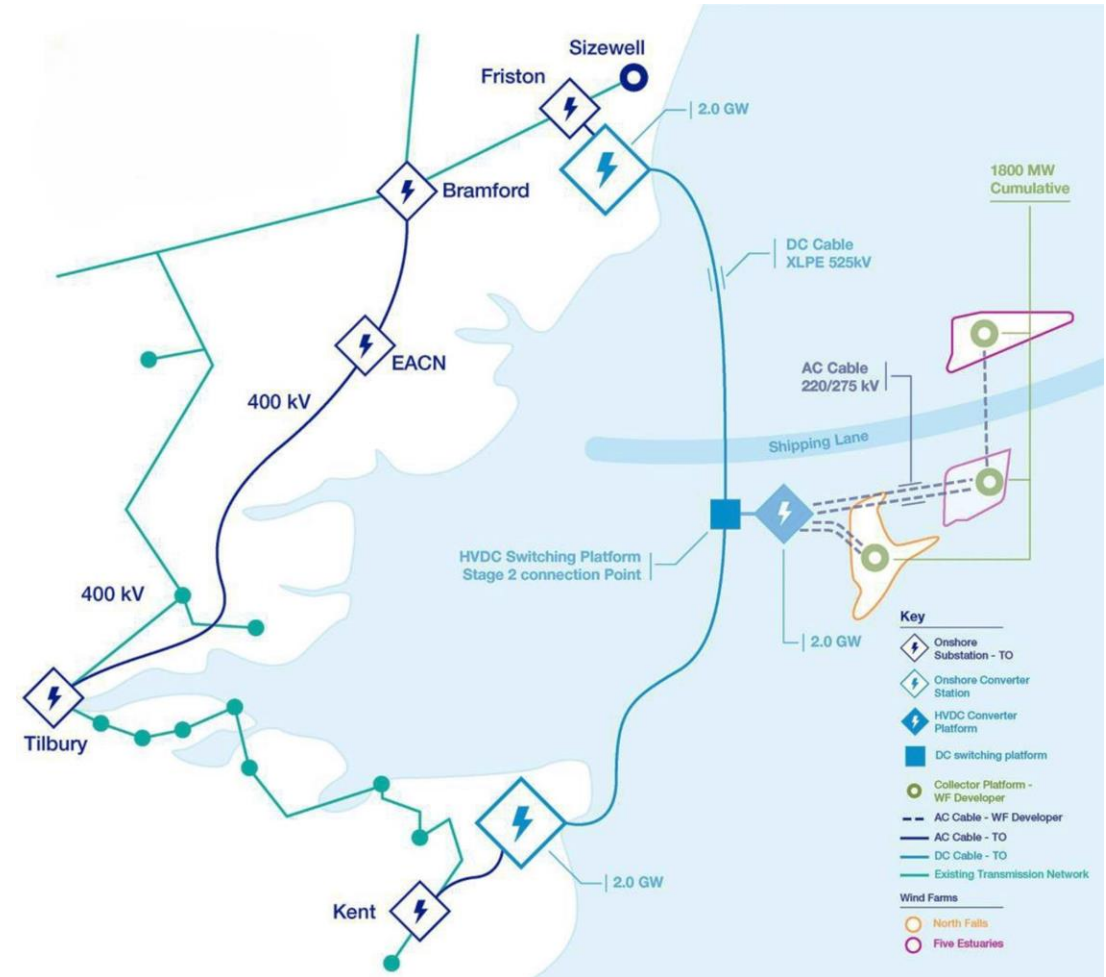 Sizewell
Friston
2.0 GW
Bramford
1800 MW
Cumulative
DC Cable
XLPE 525kV
EACN
AC Cable
220/275 kV
400 kV
Shipping Lane
HVDC Switching Platform
Stage 2 connection Point
400 kV
2.0 GW
Tilbury
2.0 GW
Kent
Key
Onshore
Substation - TO
Onshore Converter
Station
HVDC Converter
Platform
DC switching platform
Collector Platform -
WF Developer
AC Cable - WF Developer
AC Cable - TO
DC Cable - TO
Existing Transmission Network
Wind Farms
North Falls
Five Estuaries